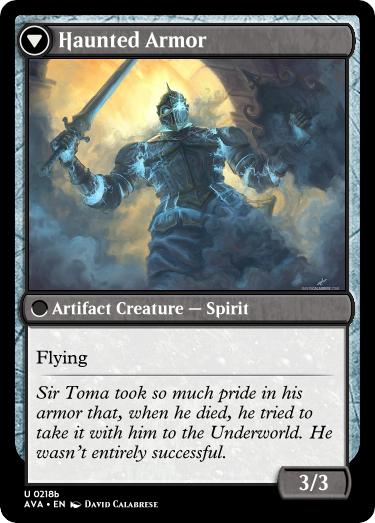 Haunted Armor
Artifact Creature — Spirit
Flying
Sir Toma took so much pride in his
armor that, when he died, he tried to
take it with him to the Underworld. He
wasn't entirely successful.
3/3
U 0218b
AVA • EN David Calabrese